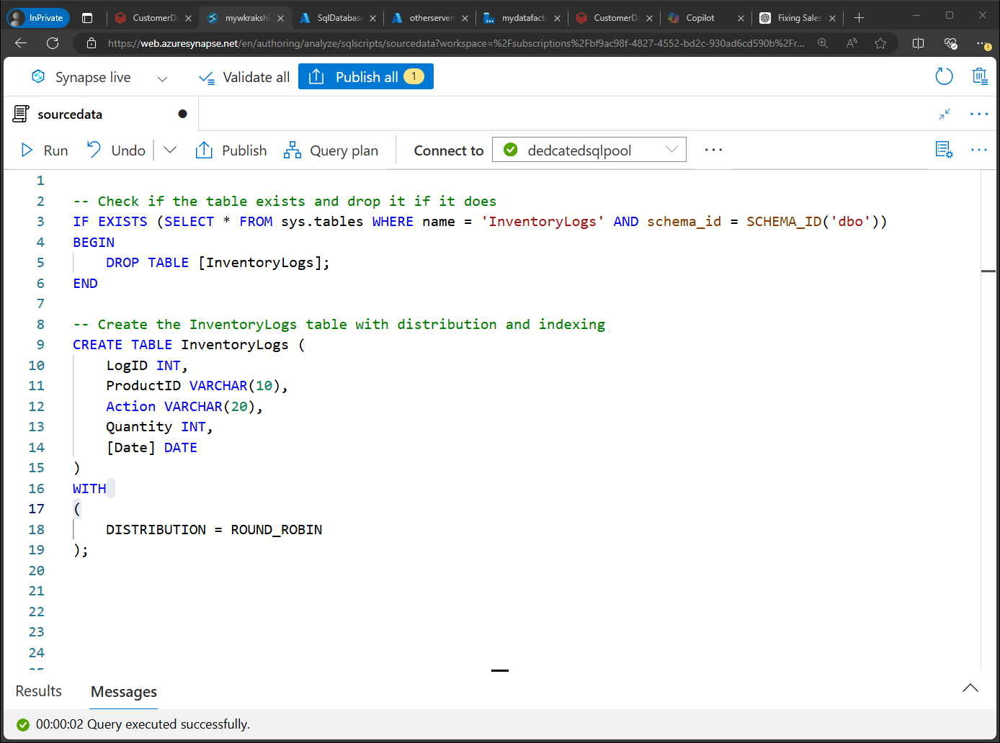 InPrivate
CustomerDa
mywkrakshi
SqlDatabase
otherserver
mydatafacto
CustomerDa
Copilot
Fixing Sales
https://web.azuresynapse.net/en/authoring/analyze/sqlscripts/sourcedata?workspace=%2Fsubscriptions%2Fbf9ac98f-4827-4552-bd2c-930ad6cd590b%2Fr...
Synapse live
Validate all
Publish all 1
sourcedata
Run
Undo
Publish
Query plan
Connect to
dedcatedsqlpool
1
2 -- Check if the table exists and drop it if it does
3 IF EXISTS (SELECT * FROM sys.tables WHERE name = 'InventoryLogs' AND schema_id = SCHEMA_ID('dbo'))
4 BEGIN
5 DROP TABLE [InventoryLogs];
6 END
7
8 -- Create the InventoryLogs table with distribution and indexing
9 CREATE TABLE InventoryLogs (
10 LogID INT,
11 ProductID VARCHAR(10),
12 Action VARCHAR(20),
13 Quantity INT,
14 [Date] DATE
15 )
16 WITH
17 (
18 DISTRIBUTION = ROUND_ROBIN
19 );
20
21
22
23
24
Results
Messages
00:00:02 Query executed successfully.